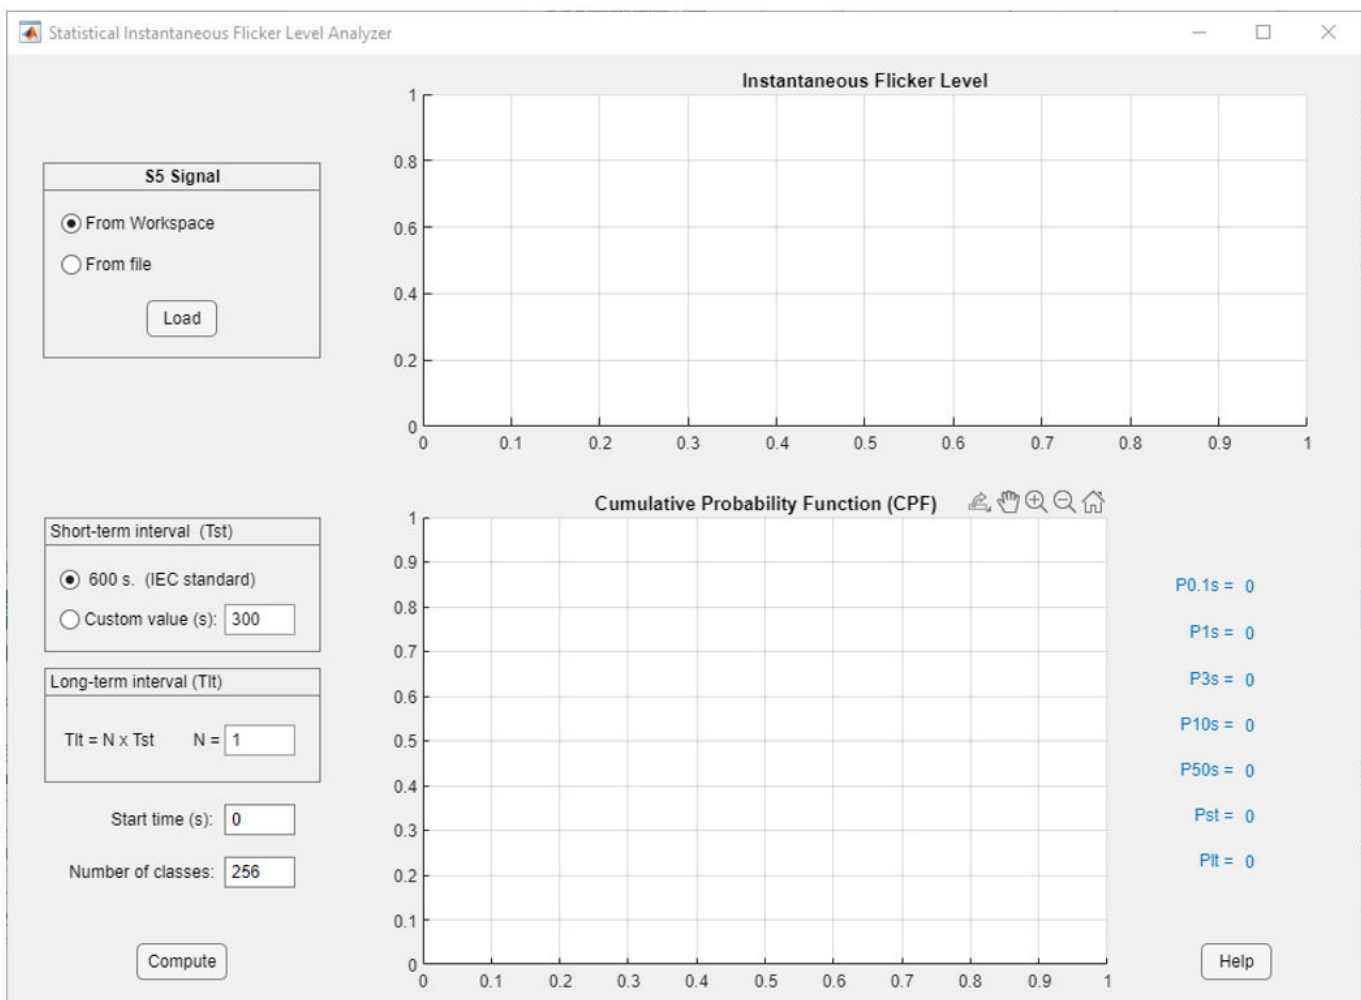 Statistical Instantaneous Flicker Level Analyzer
Instantaneous Flicker Level
1
0.8
0.6
0.4
0.2
0
0 0.1 0.2 0.3 0.4 0.5 0.6 0.7 0.8 0.9 1
S5 Signal
From Workspace
From file
Load
Cumulative Probability Function (CPF)
1
0.9
0.8
0.7
0.6
0.5
0.4
0.3
0.2
0.1
0
0 0.1 0.2 0.3 0.4 0.5 0.6 0.7 0.8 0.9 1
Short-term interval (Tst)
600 s. (IEC standard)
Custom value (s): 300
Long-term interval (Tlt)
Tlt = N x Tst N = 1
Start time (s): 0
Number of classes: 256
Compute
P0.1s = 0
P1s = 0
P3s = 0
P10s = 0
P50s = 0
Pst = 0
Plt = 0
Help